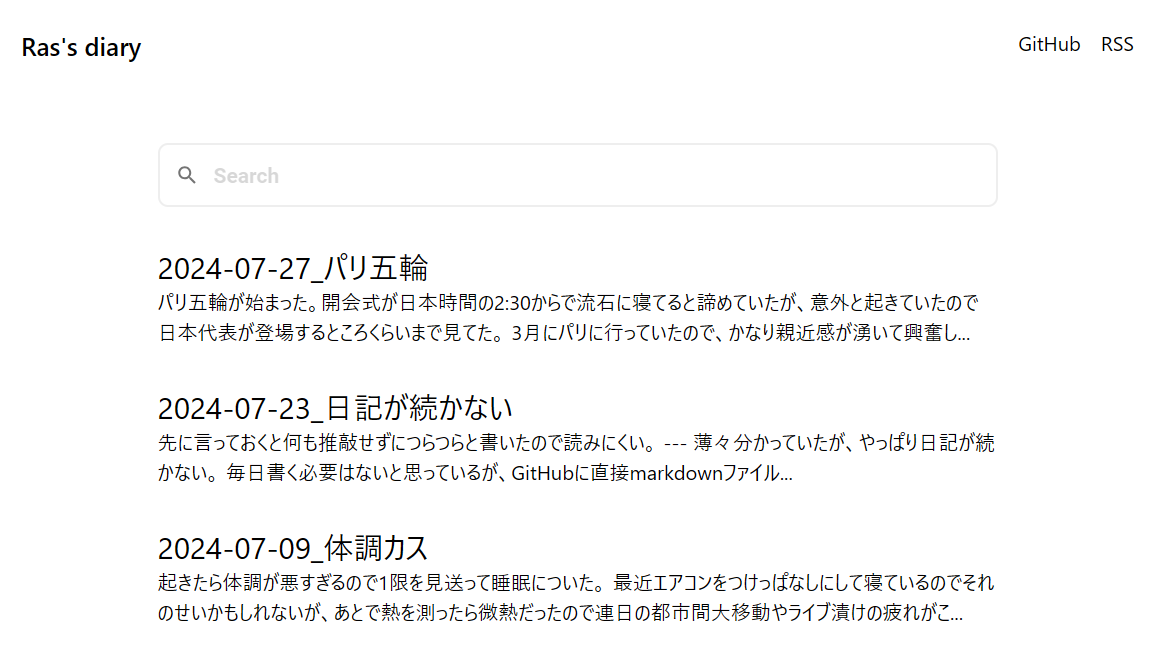 Ras's diary
GitHub RSS
Search
2024-07-27_パリ五輪
パリ五輪が始まった。開会式が日本時間の2:30からで流石に寝てると諦めていたが、意外と起きていたので
日本代表が登場するところくらいまで見てた。3月にパリに行っていたので、かなり親近感が湧いて興奮し...
2024-07-23_日記が続かない
先に言っておくと何も推敲せずにつらつらと書いたので読みにくい。 --- 薄々分かっていたが、やっぱり日記が続
かない。毎日書く必要はないと思っているが、GitHubに直接markdownファイル...
2024-07-09_体調カス
起きたら体調が悪すぎるので1限を見送って睡眠についた。 最近エアコンをつけっぱなしにして寝ているのでそれ
のせいかもしれないが、あとで熱を測ったら微熱だったので連日の都市間大移動やライブ漬けの疲れがこ...